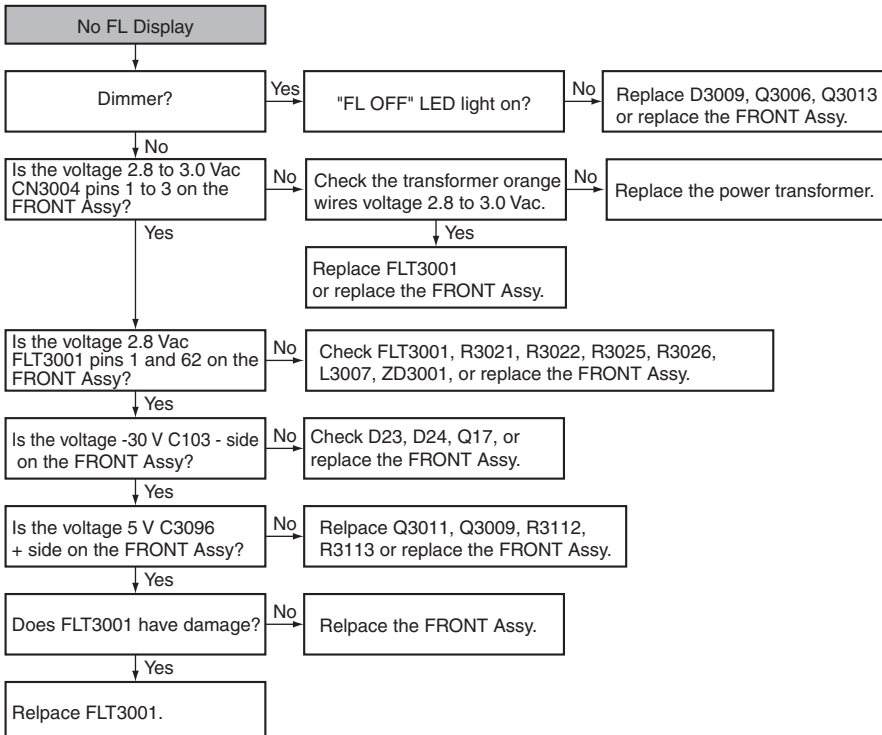 No FL Display
Dimmer?
Yes
"FL OFF" LED light on?
No
Replace D3009, Q3006, Q3013
or replace the FRONT Assy.
No
Is the voltage 2.8 to 3.0 Vac
CN3004 pins 1 to 3 on the
FRONT Assy?
No
Check the transformer orange
wires voltage 2.8 to 3.0 Vac.
No
Replace the power transformer.
Yes
Yes
Replace FLT3001
or replace the FRONT Assy.
Is the voltage 2.8 Vac
FLT3001 pins 1 and 62 on the
FRONT Assy?
No
Check FLT3001, R3021, R3022, R3025, R3026,
L3007, ZD3001, or replace the FRONT Assy.
Yes
Is the voltage -30 V C103 - side
on the FRONT Assy?
No
Check D23, D24, Q17, or
replace the FRONT Assy.
Yes
Is the voltage 5 V C3096
+ side on the FRONT Assy?
No
Relpace Q3011, Q3009, R3112,
R3113 or replace the FRONT Assy.
Yes
Does FLT3001 have damage?
No
Relpace the FRONT Assy.
Yes
Relpace FLT3001.